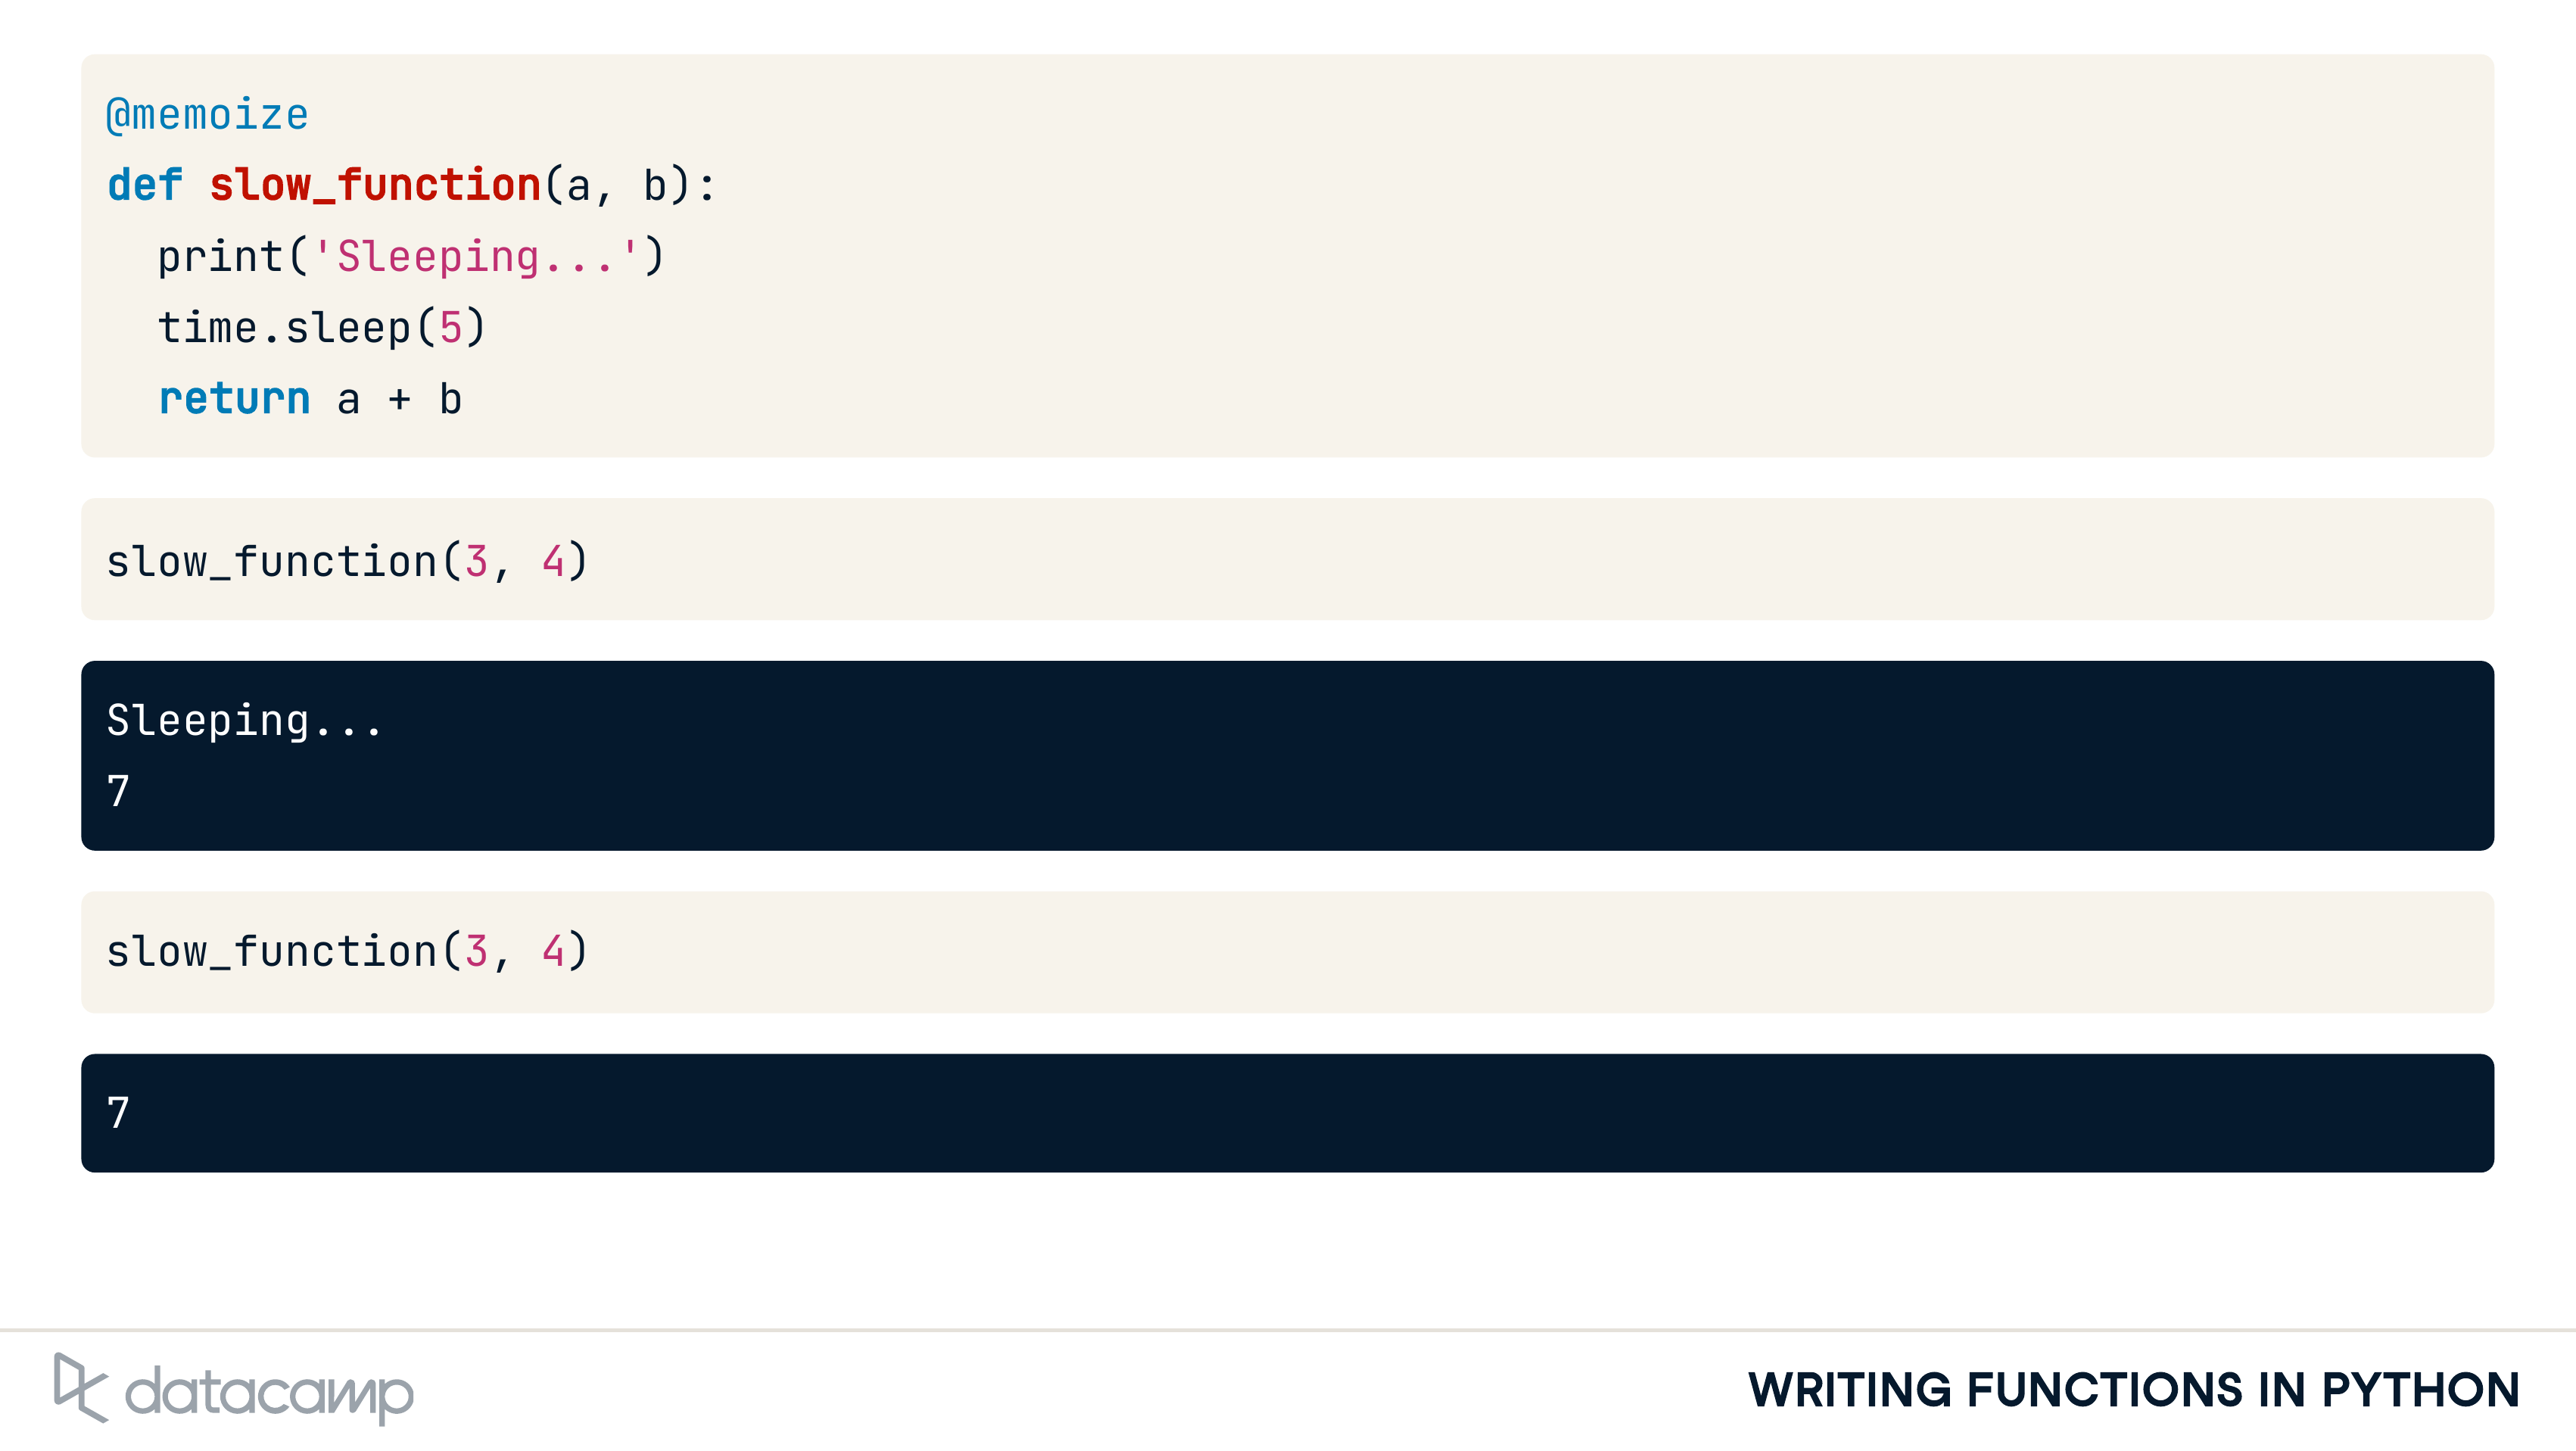 @memoize
def slow_function(a, b):
  print('Sleeping...')
  time.sleep(5)
  return a + b
slow_function(3, 4)
Sleeping...
7
slow_function(3, 4)
7
datacamp
WRITING FUNCTIONS IN PYTHON